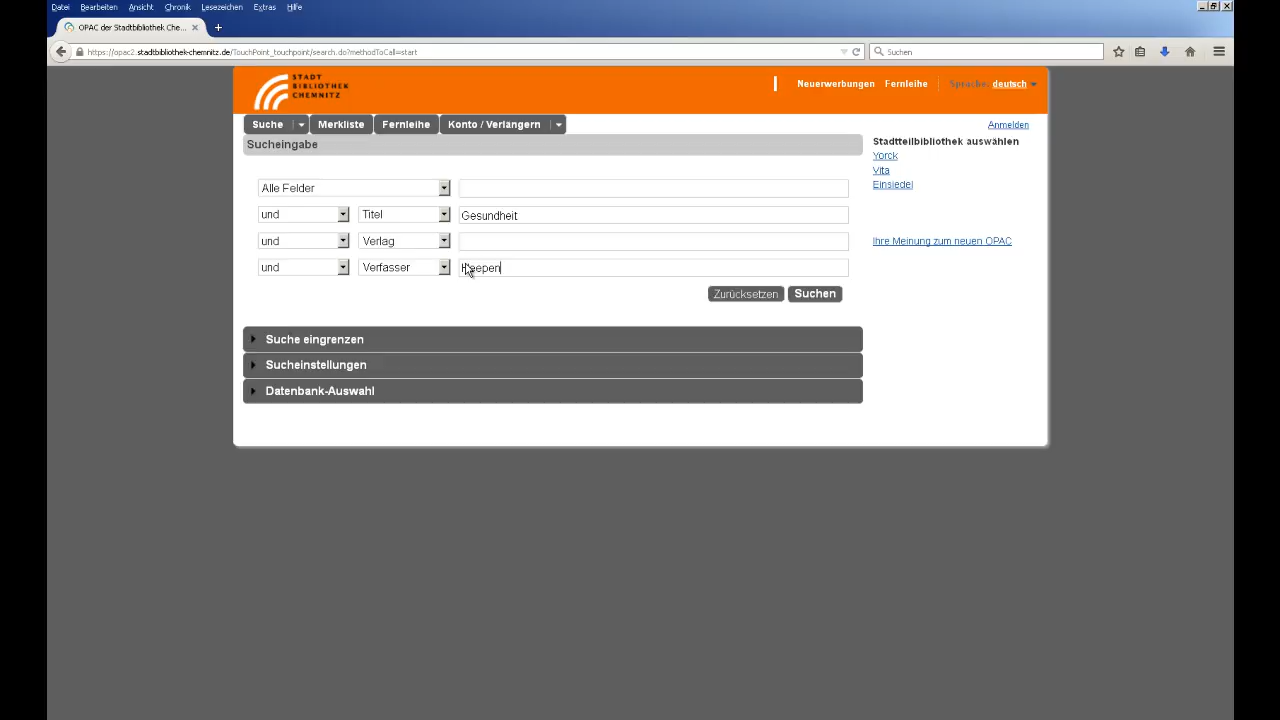 Datei Bearbeiten Ansicht Chronik Lesezeichen Extras Hilfe
OPAC der Stadtbibliothek Che...
https://opac2.stadtbibliothek-chemnitz.de/TouchPoint_touchpoint/search.do?methodToCall=start
Suchen
STADT
BIBLIOTHEK
CHEMNITZ
Neuerwerbungen Fernleihe Sprache: deutsch
Suche Merkliste Fernleihe Konto / Verlängern
Anmelden
Sucheingabe
Stadtteilbibliothek auswählen
Yorck
Vita
Einsiedel
Ihre Meinung zum neuen OPAC
Alle Felder
und Titel Gesundheit
und Verlag
und Verfasser
Zurücksetzen Suchen
Suche eingrenzen
Sucheinstellungen
Datenbank-Auswahl